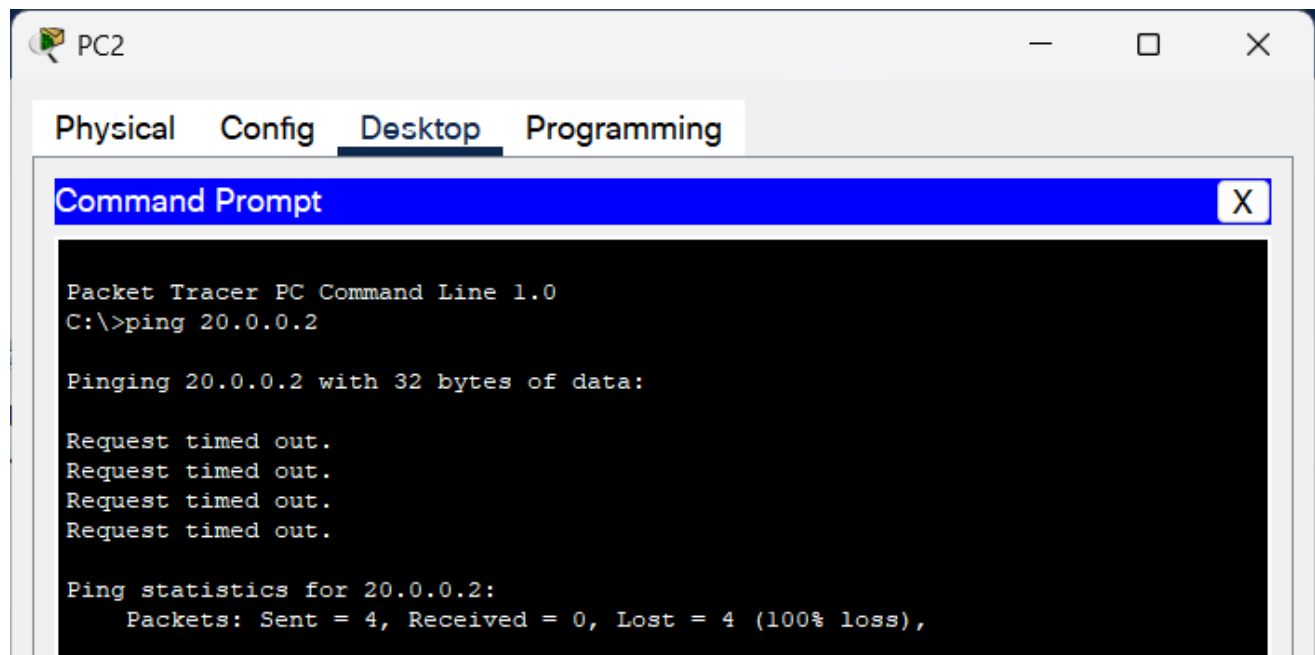 PC2
Physical Config Desktop Programming
Command Prompt X
Packet Tracer PC Command Line 1.0
C:\>ping 20.0.0.2
Pinging 20.0.0.2 with 32 bytes of data:
Request timed out.
Request timed out.
Request timed out.
Request timed out.
Ping statistics for 20.0.0.2:
Packets: Sent = 4, Received = 0, Lost = 4 (100% loss),